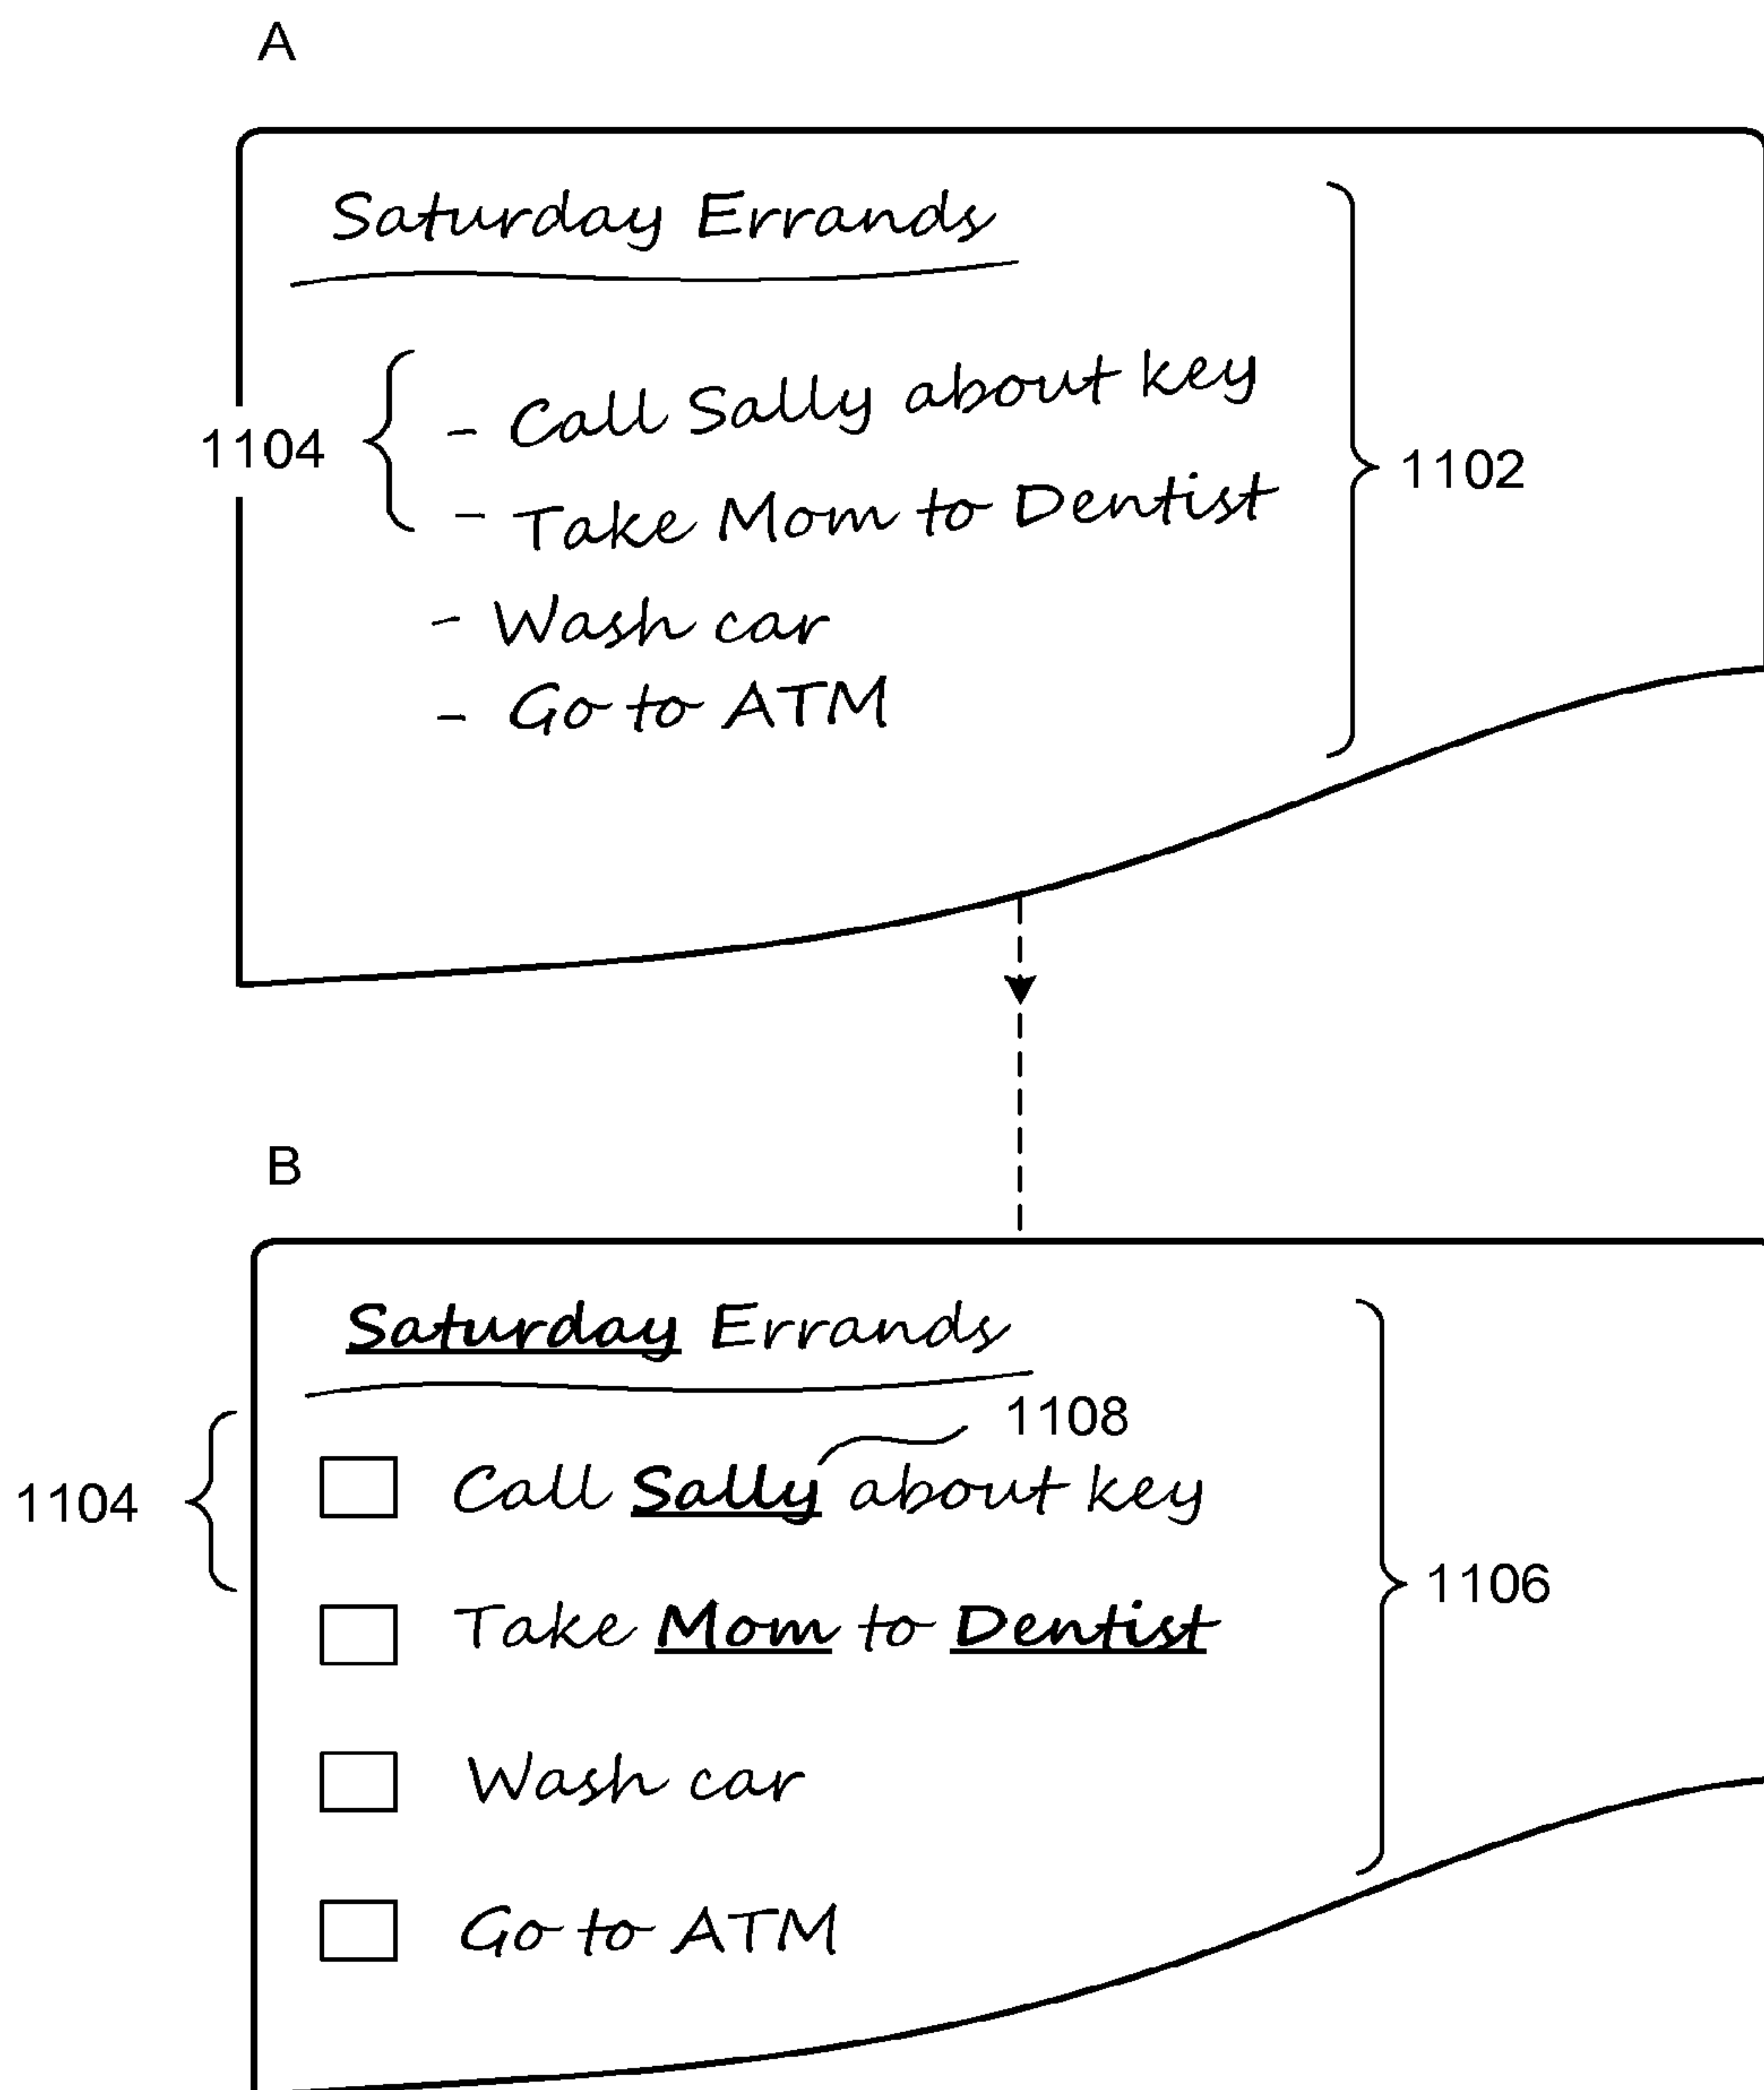 A
Saturday Errands
- Call Sally about key
1104
1102
- Take Mom to Dentist
- Wash car
- Go to ATM
B
Saturday Errands
1108
Call Sally about key
1104
1106
Take Mom to Dentist
Wash car
Go to ATM